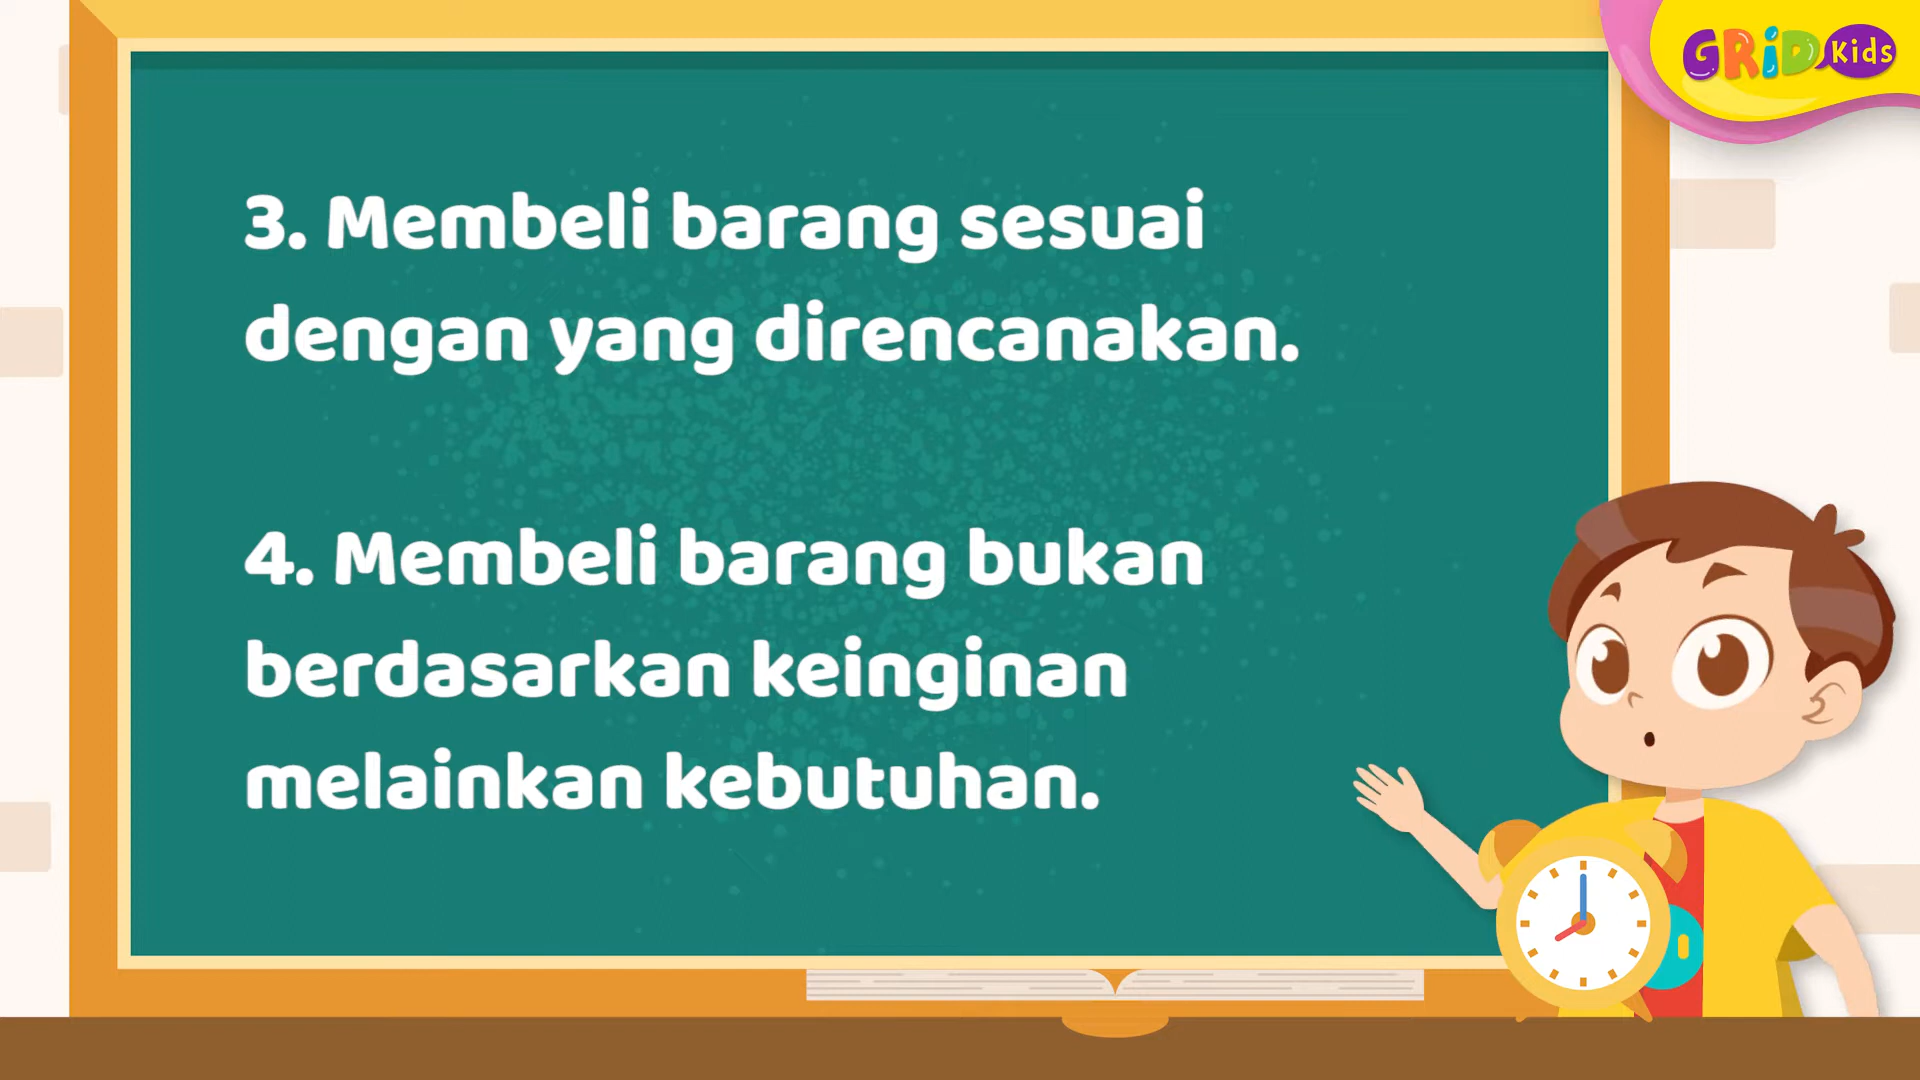 GRiD Kids
3. Membeli barang sesuai
dengan yang direncanakan.
4. Membeli barang bukan
berdasarkan keinginan
melainkan kebutuhan.